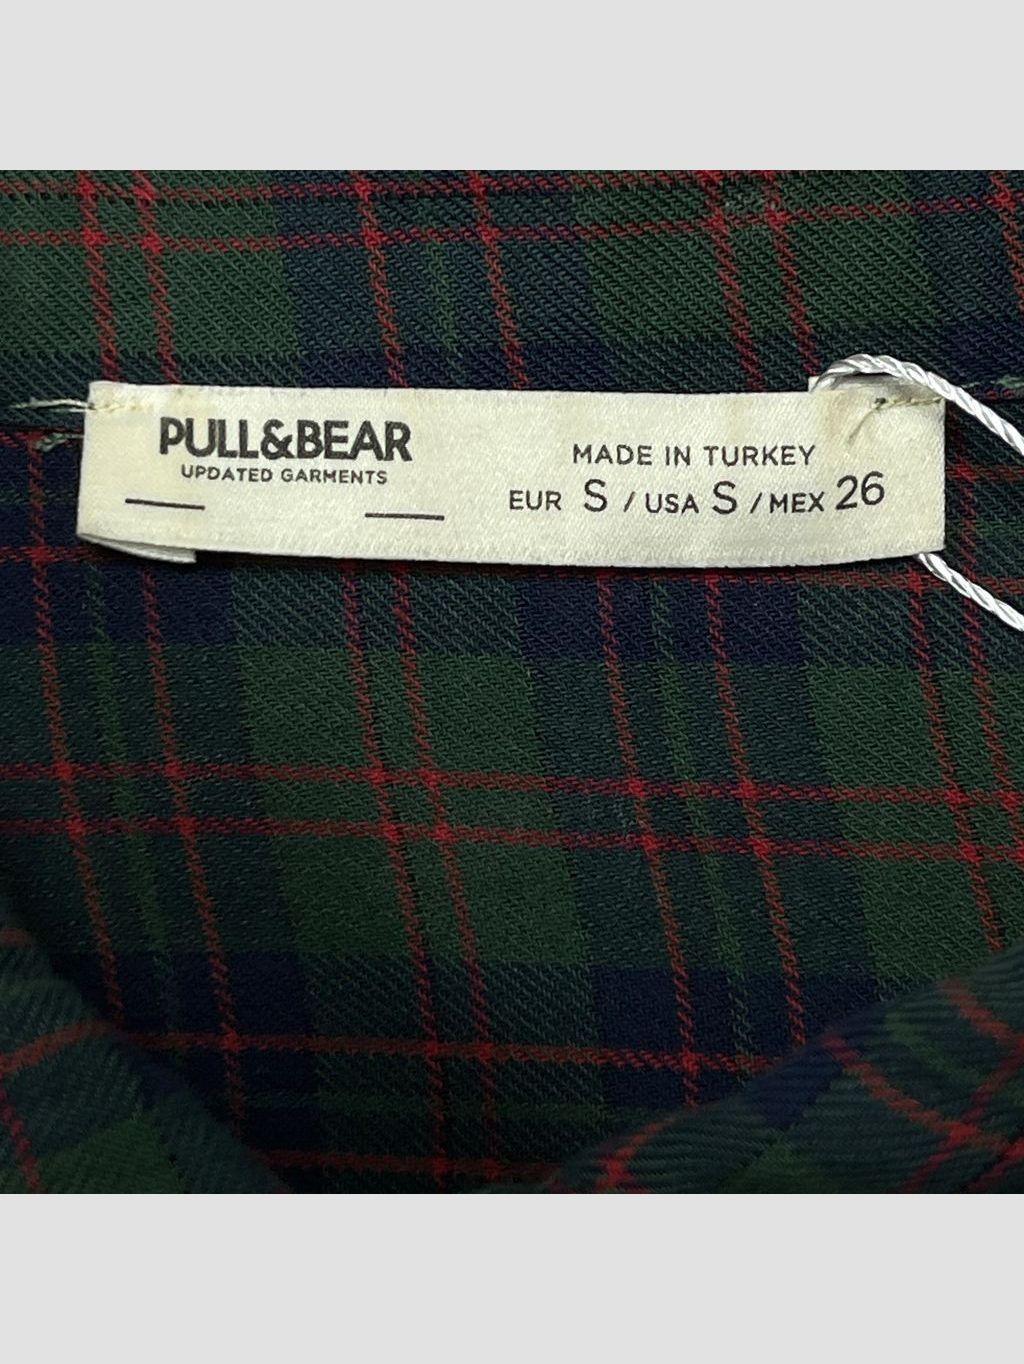 PULL&BEAR
UPDATED GARMENTS
MADE IN TURKEY
EUR S / USA S / MEX 26